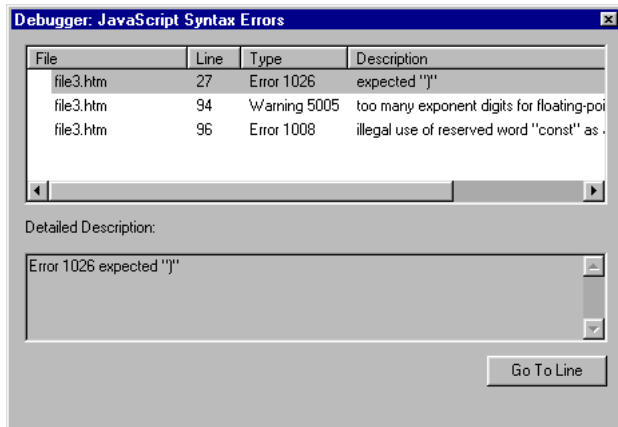 Debugger: JavaScript Syntax Errors
File Line Type Description
file3.htm 27 Error 1026 expected ")"
file3.htm 94 Warning 5005 too many exponent digits for floating-poi
file3.htm 96 Error 1008 illegal use of reserved word "const" as
Detailed Description:
Error 1026 expected ")"
Go To Line